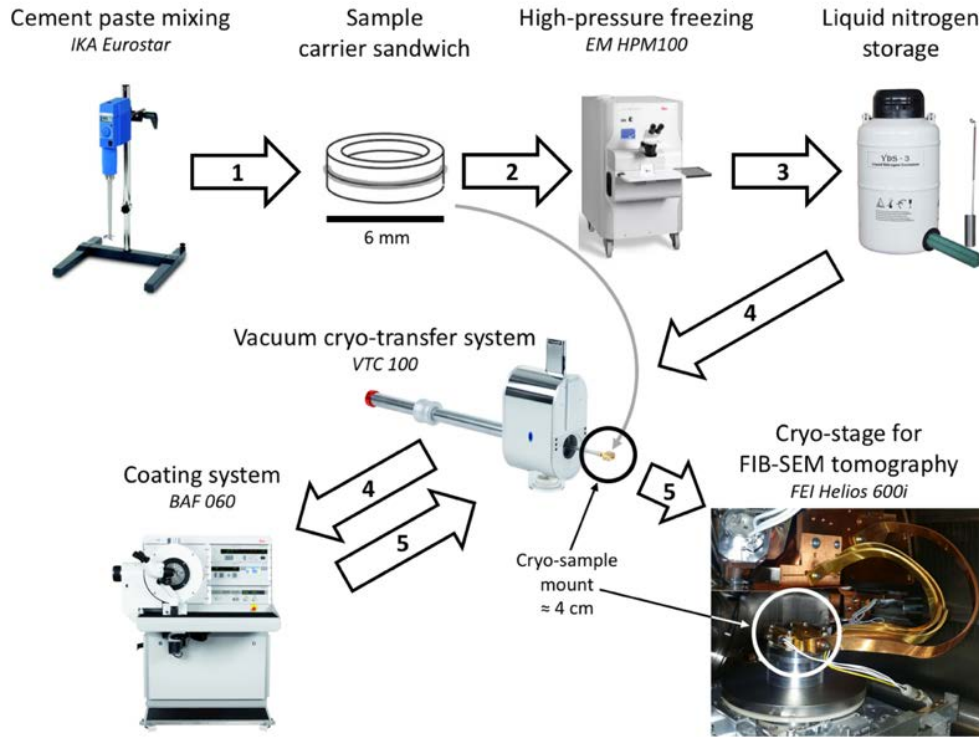 Cement paste mixing
IKA Eurostar
Sample
carrier sandwich
High-pressure freezing
EM HPM100
Liquid nitrogen
storage
1
2
3
6 mm
YDS - 3
4
Vacuum cryo-transfer system
VTC 100
Coating system
BAF 060
4
5
5
Cryo-stage for
FIB-SEM tomography
FEI Helios 600i
Cryo-sample
mount
≈ 4 cm